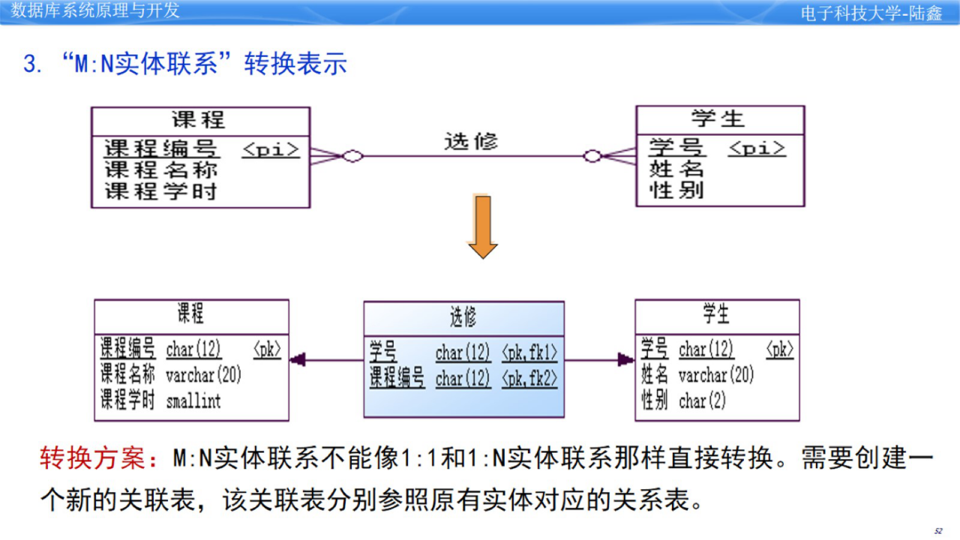 数据库系统原理与开发
电子科技大学-陆鑫
3. “M:N实体联系”转换表示
课程
课程编号 <pi>
课程名称
课程学时
选修
学生
学号 <pi>
姓名
性别
课程
课程编号 char(12) <pk>
课程名称 varchar(20)
课程学时 smallint
选修
学号 char(12) <pk,fk1>
课程编号 char(12) <pk,fk2>
学生
学号 char(12) <pk>
姓名 varchar(20)
性别 char(2)
转换方案：M:N实体联系不能像1:1和1:N实体联系那样直接转换。需要创建一
个新的关联表，该关联表分别参照原有实体对应的关系表。
52